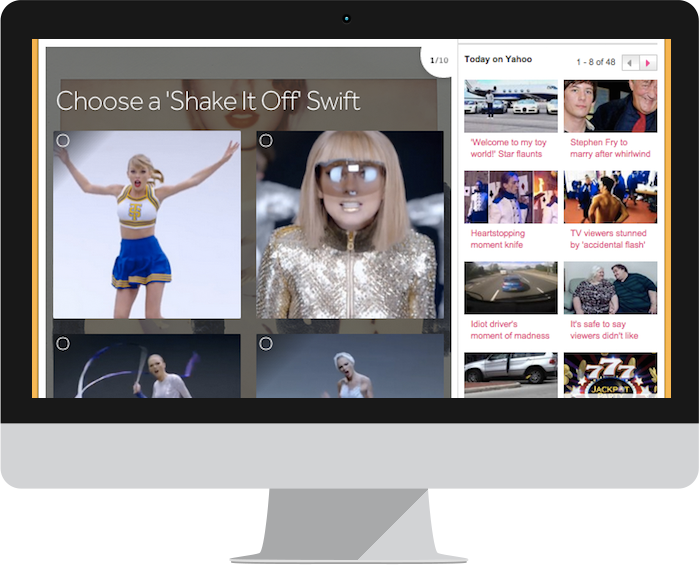 1/10
Choose a 'Shake It Off' Swift
Today on Yahoo
1 - 8 of 48
'Welcome to my toy
world!' Star flaunts
Stephen Fry to
marry after whirlwind
Heartstopping
moment knife
TV viewers stunned
by 'accidental flash'
Idiot driver's
moment of madness
It's safe to say
viewers didn't like
777
JACKPOT